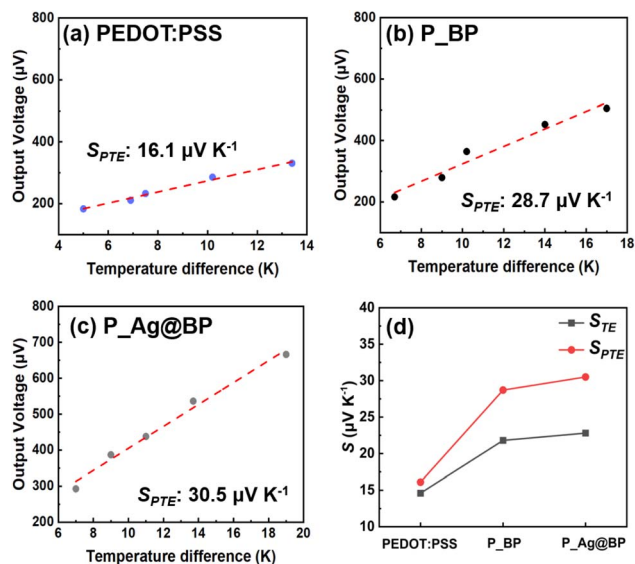 (a) PEDOT:PSS
Output Voltage (µV)
800
600
400
200
S_PTE: 16.1 µV K⁻¹
4 6 8 10 12 14
Temperature difference (K)
(b) P_BP
Output Voltage (µV)
800
600
400
200
S_PTE: 28.7 µV K⁻¹
6 8 10 12 14 16 18
Temperature difference (K)
(c) P_Ag@BP
Output Voltage (µV)
800
700
600
500
400
300
200
S_PTE: 30.5 µV K⁻¹
6 8 10 12 14 16 18 20
Temperature difference (K)
(d)
S_TE
S_PTE
S (µV K⁻¹)
40
35
30
25
20
15
10
PEDOT:PSS P_BP P_Ag@BP